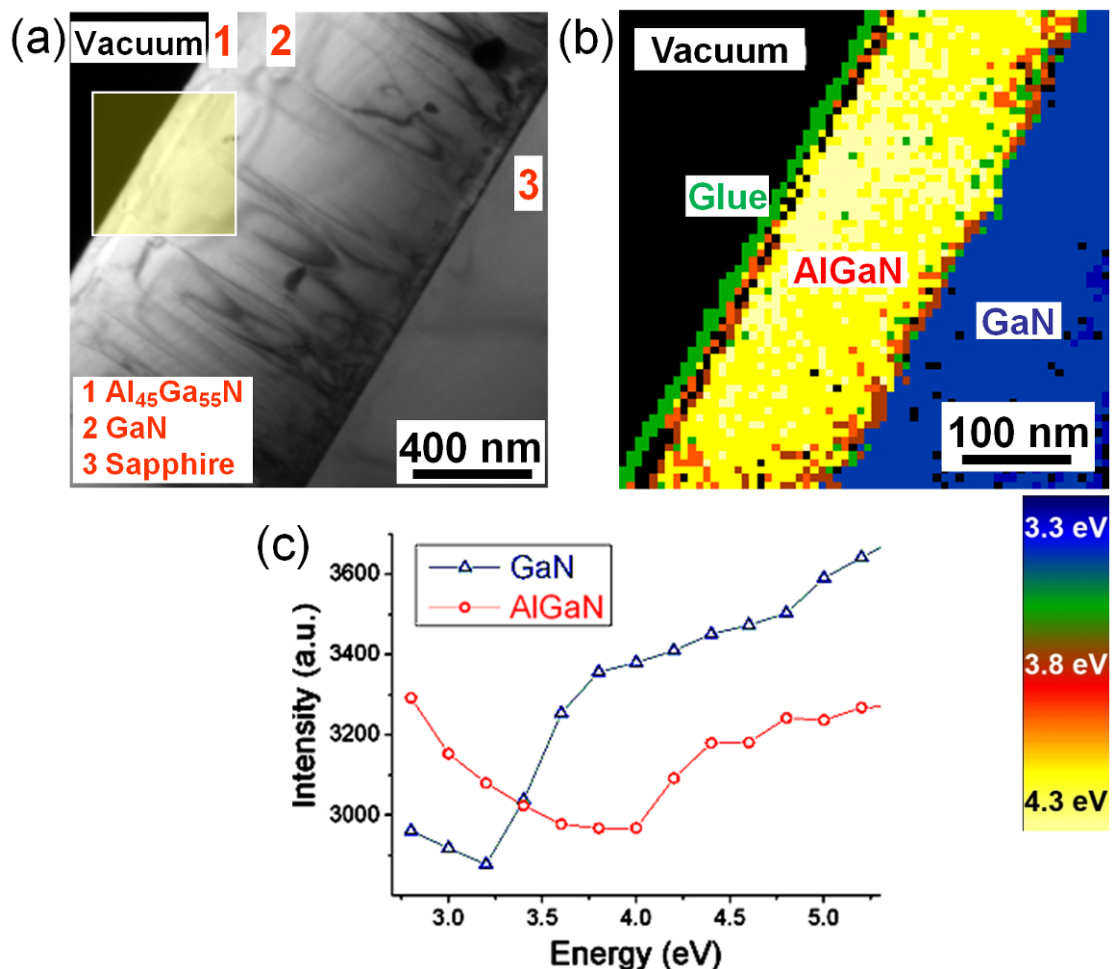 (a)
Vacuum 1 2
3
1 Al₄₅Ga₅₅N
2 GaN
3 Sapphire
400 nm
(b)
Vacuum
Glue
AlGaN
GaN
100 nm
3.3 eV
3.8 eV
4.3 eV
(c)
GaN
AlGaN
Intensity (a.u.)
3600
3400
3200
3000
3.0 3.5 4.0 4.5 5.0
Energy (eV)